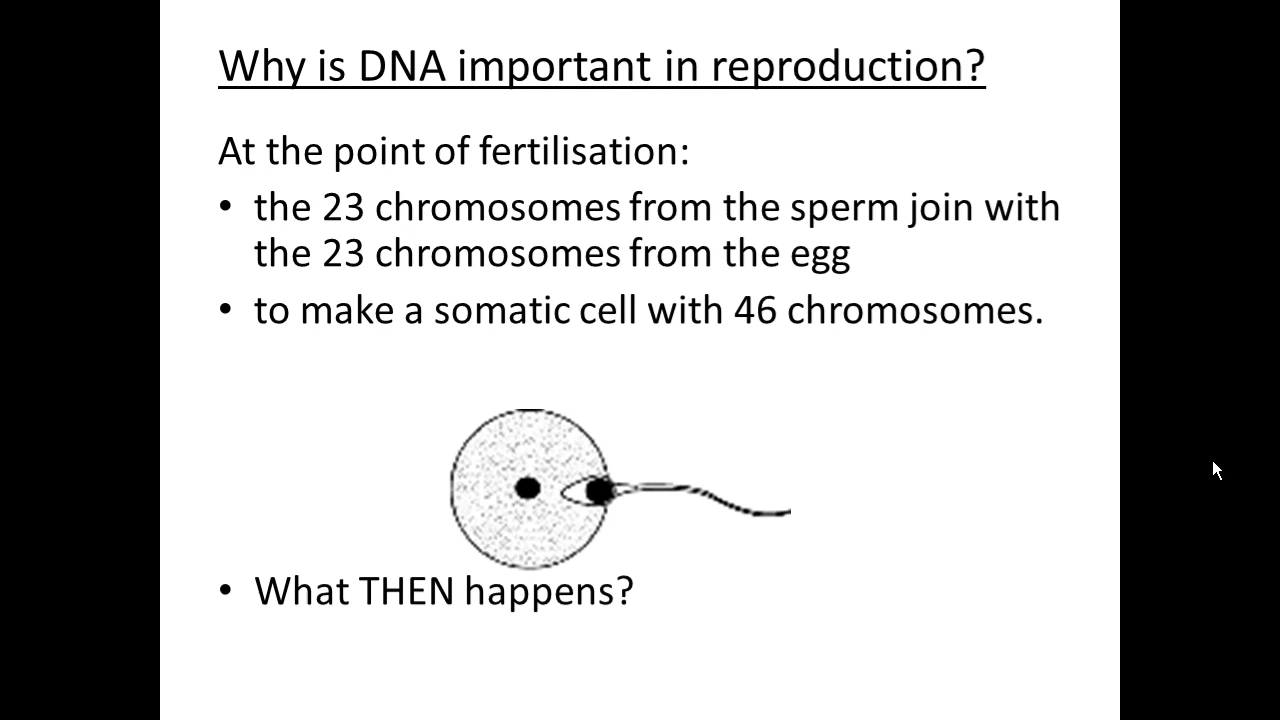 Why is DNA important in reproduction?
At the point of fertilisation:
• the 23 chromosomes from the sperm join with
the 23 chromosomes from the egg
• to make a somatic cell with 46 chromosomes.
• What THEN happens?